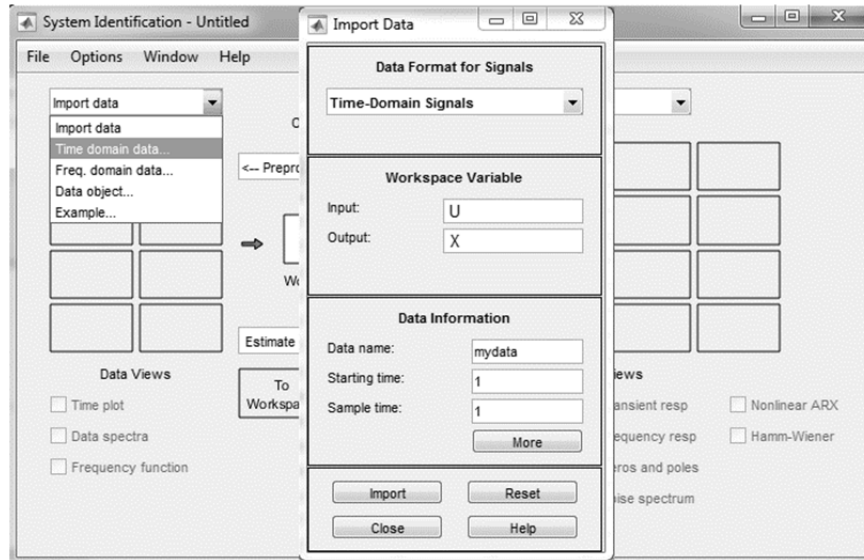 System Identification - Untitled
File Options Window Help
Import data
Import data
Time domain data...
Freq. domain data...
Data object...
Example...
<-- Prepro
Estimate
Data Views
Time plot
Data spectra
Frequency function
To
Workspa
Import Data
Data Format for Signals
Time-Domain Signals
Workspace Variable
Input: U
Output: X
Data Information
Data name: mydata
Starting time: 1
Sample time: 1
More
Import Reset
Close Help
iews
ansient resp Nonlinear ARX
equency resp Hamm-Wiener
ros and poles
ise spectrum